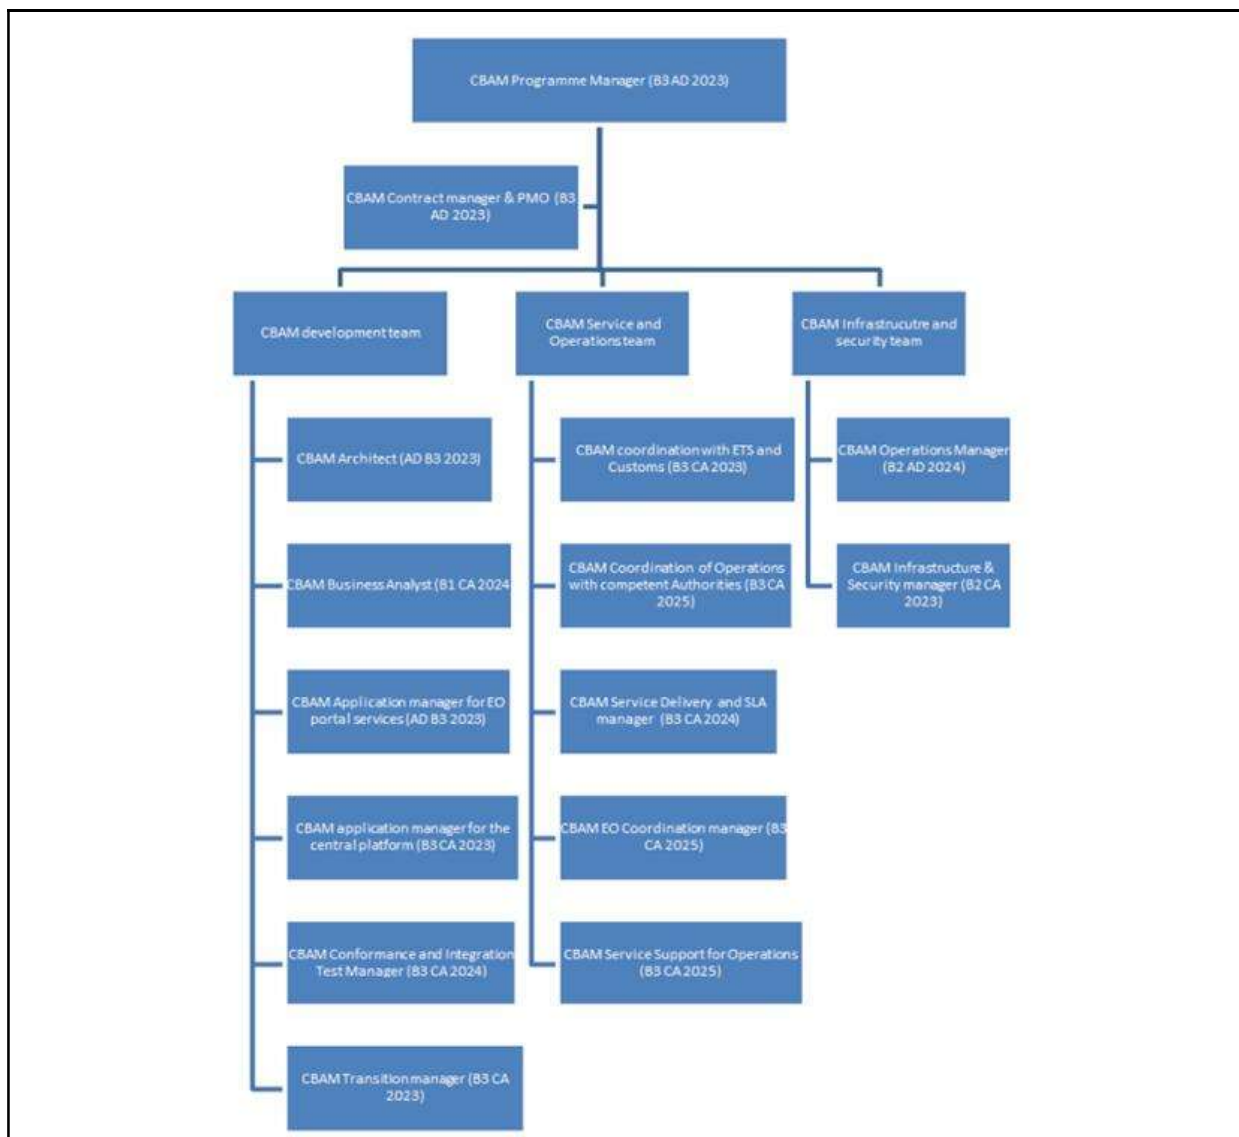 CBAM Programme Manager (B3 AD 2023)
CBAM Contract manager & PMO (B3
AD 2023)
CBAM development team
CBAM Service and
Operations team
CBAM Infrastrucutre and
security team
CBAM Architect (AD B3 2023)
CBAM Business Analyst (B1 CA 2024
CBAM Application manager for EO
portal services (AD B3 2023)
CBAM application manager for the
central platform (B3 CA 2023)
CBAM Conformance and Integration
Test Manager (B3 CA 2024)
CBAM Transition manager (B3 CA
2023)
CBAM coordination with ETS and
Customs (B3 CA 2023)
CBAM Coordination of Operations
with competent Authorities (B3 CA
2025)
CBAM Service Delivery and SLA
manager (B3 CA 2024)
CBAM EO Coordination manager (B3
CA 2025)
CBAM Service Support for Operations
(B3 CA 2025)
CBAM Operations Manager
(B2 AD 2024)
CBAM Infrastructure &
Security manager (B2 CA
2023)